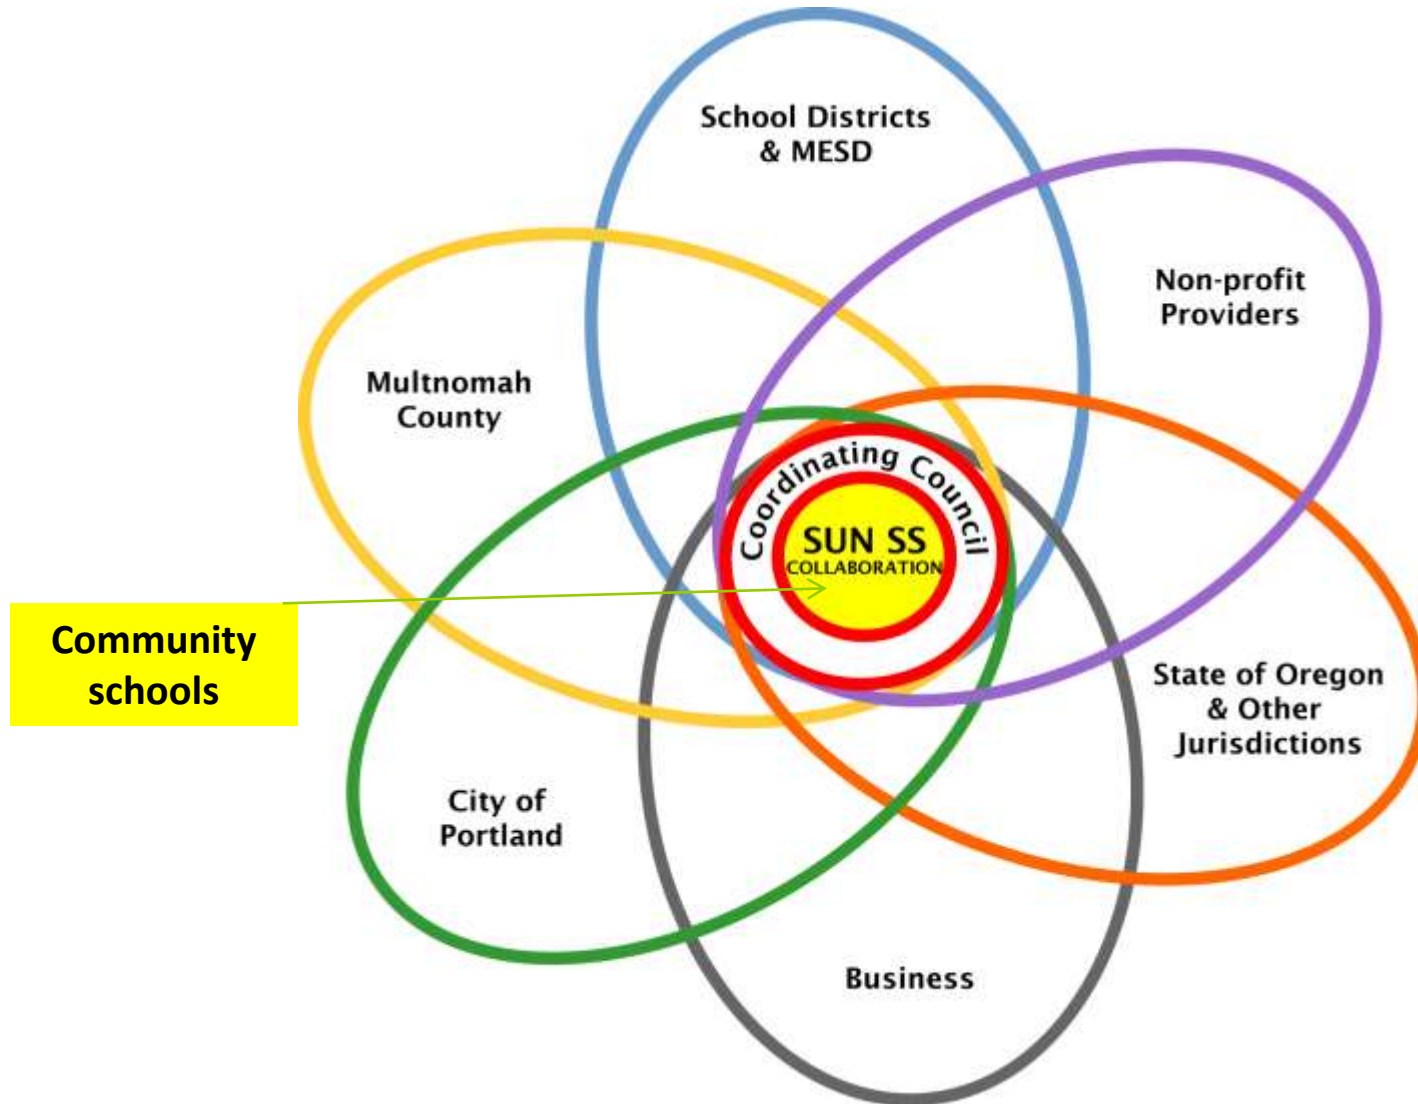 School Districts
& MESD
Non-profit
Providers
Multnomah
County
Coordinating Council
SUN SS
COLLABORATION
Community
schools
State of Oregon
& Other
Jurisdictions
City of
Portland
Business